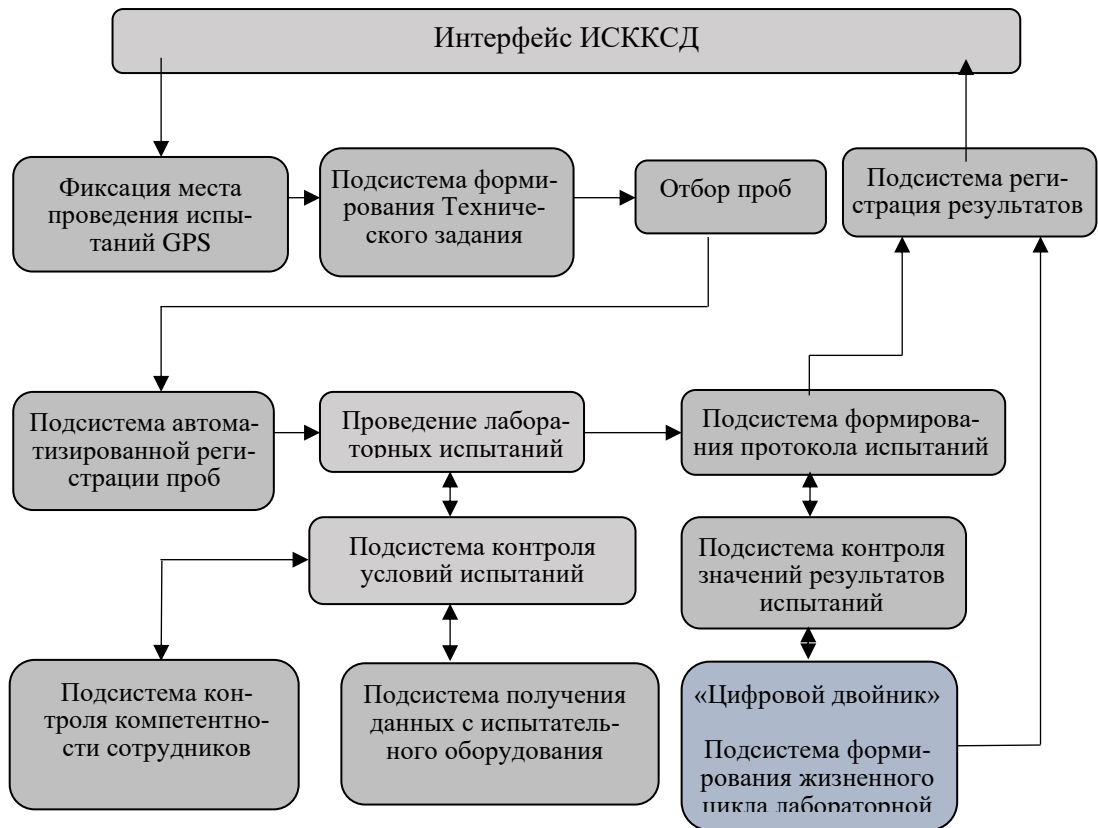 Интерфейс ИСККСД
Фиксация места
проведения испы-
таний GPS
Подсистема форми-
рования Техниче-
ского задания
Отбор проб
Подсистема реги-
страция результатов
Подсистема автома-
тизированной реги-
страции проб
Проведение лабора-
торных испытаний
Подсистема формирова-
ния протокола испытаний
Подсистема контроля
условий испытаний
Подсистема контроля
значений результатов
испытаний
Подсистема кон-
троля компетентно-
сти сотрудников
Подсистема получения
данных с испытатель-
ного оборудования
«Цифровой двойник»
Подсистема форми-
рования жизненного
цикла лабораторной